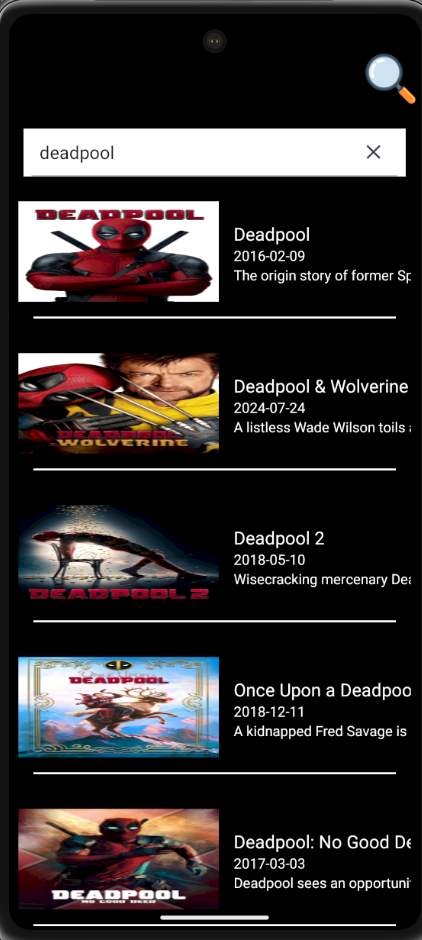 deadpool
DEADPOOL
Deadpool
2016-02-09
The origin story of former Sp
DEADPOOL
WOLVERINE
Deadpool & Wolverine
2024-07-24
A listless Wade Wilson toils
DEADPOOL 2
Deadpool 2
2018-05-10
Wisecracking mercenary Dea
Once Upon
DEADPOOL
Once Upon a Deadpoo
2018-12-11
A kidnapped Fred Savage is
DEADPOOL
NO GOOD DEED
Deadpool: No Good De
2017-03-03
Deadpool sees an opportuni